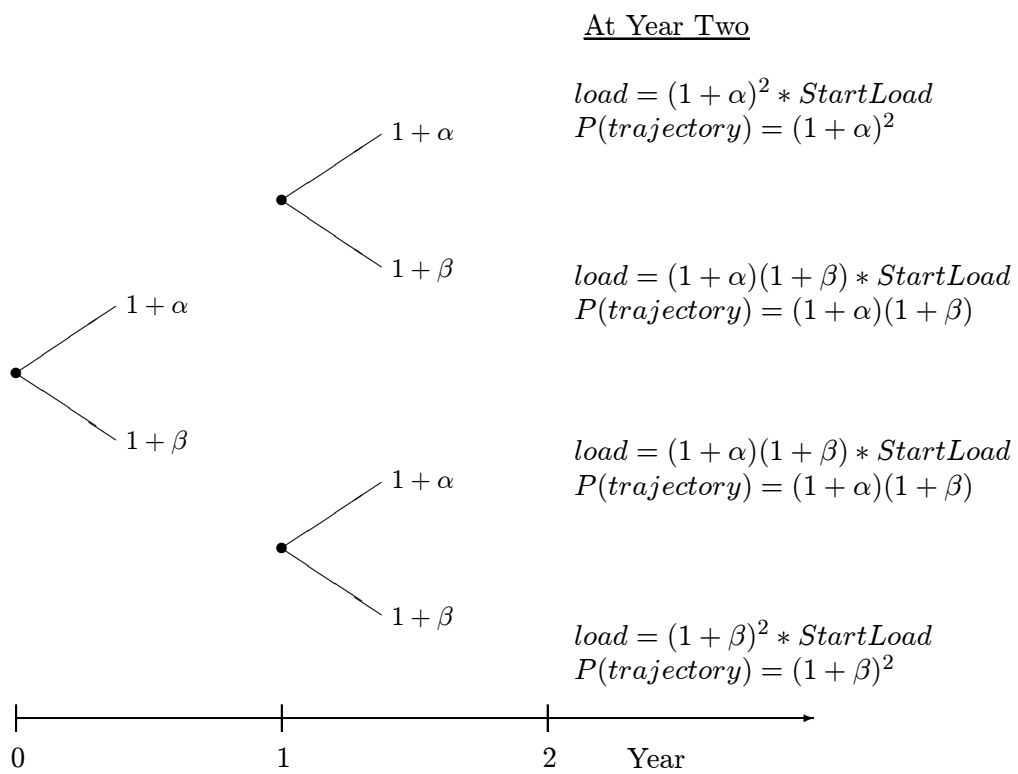 At Year Two
load = (1 + α)² ∗ StartLoad
P(trajectory) = (1 + α)²
1 + α
1 + β
load = (1 + α)(1 + β) ∗ StartLoad
P(trajectory) = (1 + α)(1 + β)
1 + α
1 + β
load = (1 + α)(1 + β) ∗ StartLoad
P(trajectory) = (1 + α)(1 + β)
1 + α
1 + β
load = (1 + β)² ∗ StartLoad
P(trajectory) = (1 + β)²
0 1 2 Year